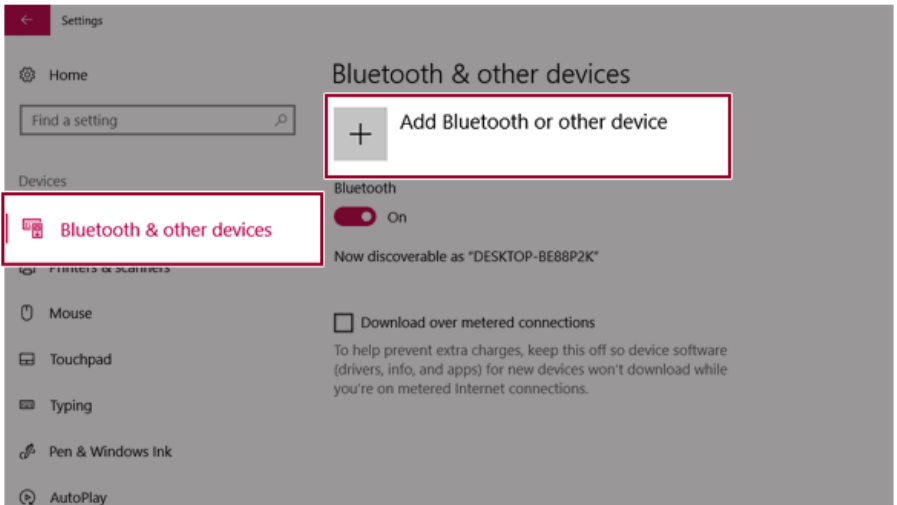 Settings
Home
Find a setting
Devices
Bluetooth & other devices
Printers & scanners
Mouse
Touchpad
Typing
Pen & Windows Ink
AutoPlay
Bluetooth & other devices
Add Bluetooth or other device
Bluetooth
On
Now discoverable as "DESKTOP-BE88P2K"
Download over metered connections
To help prevent extra charges, keep this off so device software
(drivers, info, and apps) for new devices won't download while
you're on metered Internet connections.